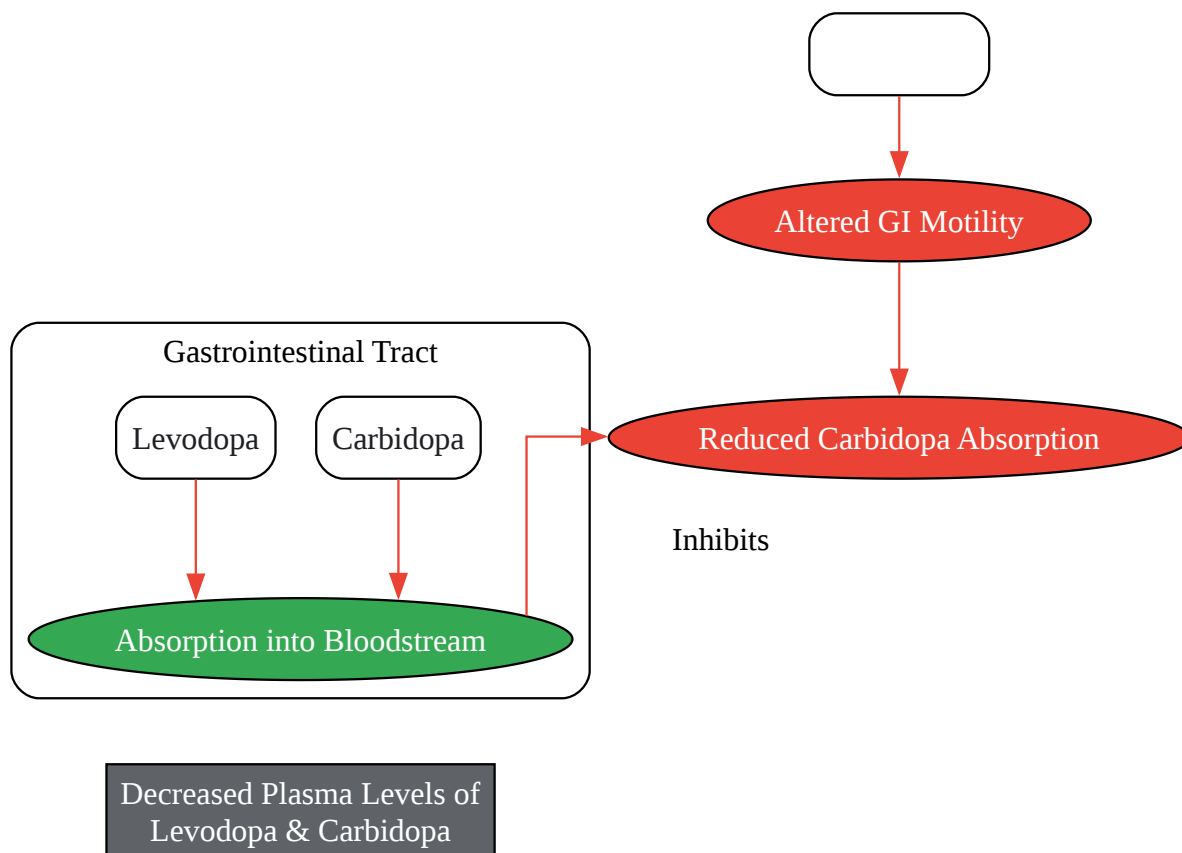 Altered GI Motility
Gastrointestinal Tract
Levodopa
Carbidopa
Reduced Carbidopa Absorption
Inhibits
Absorption into Bloodstream
Decreased Plasma Levels of
Levodopa & Carbidopa